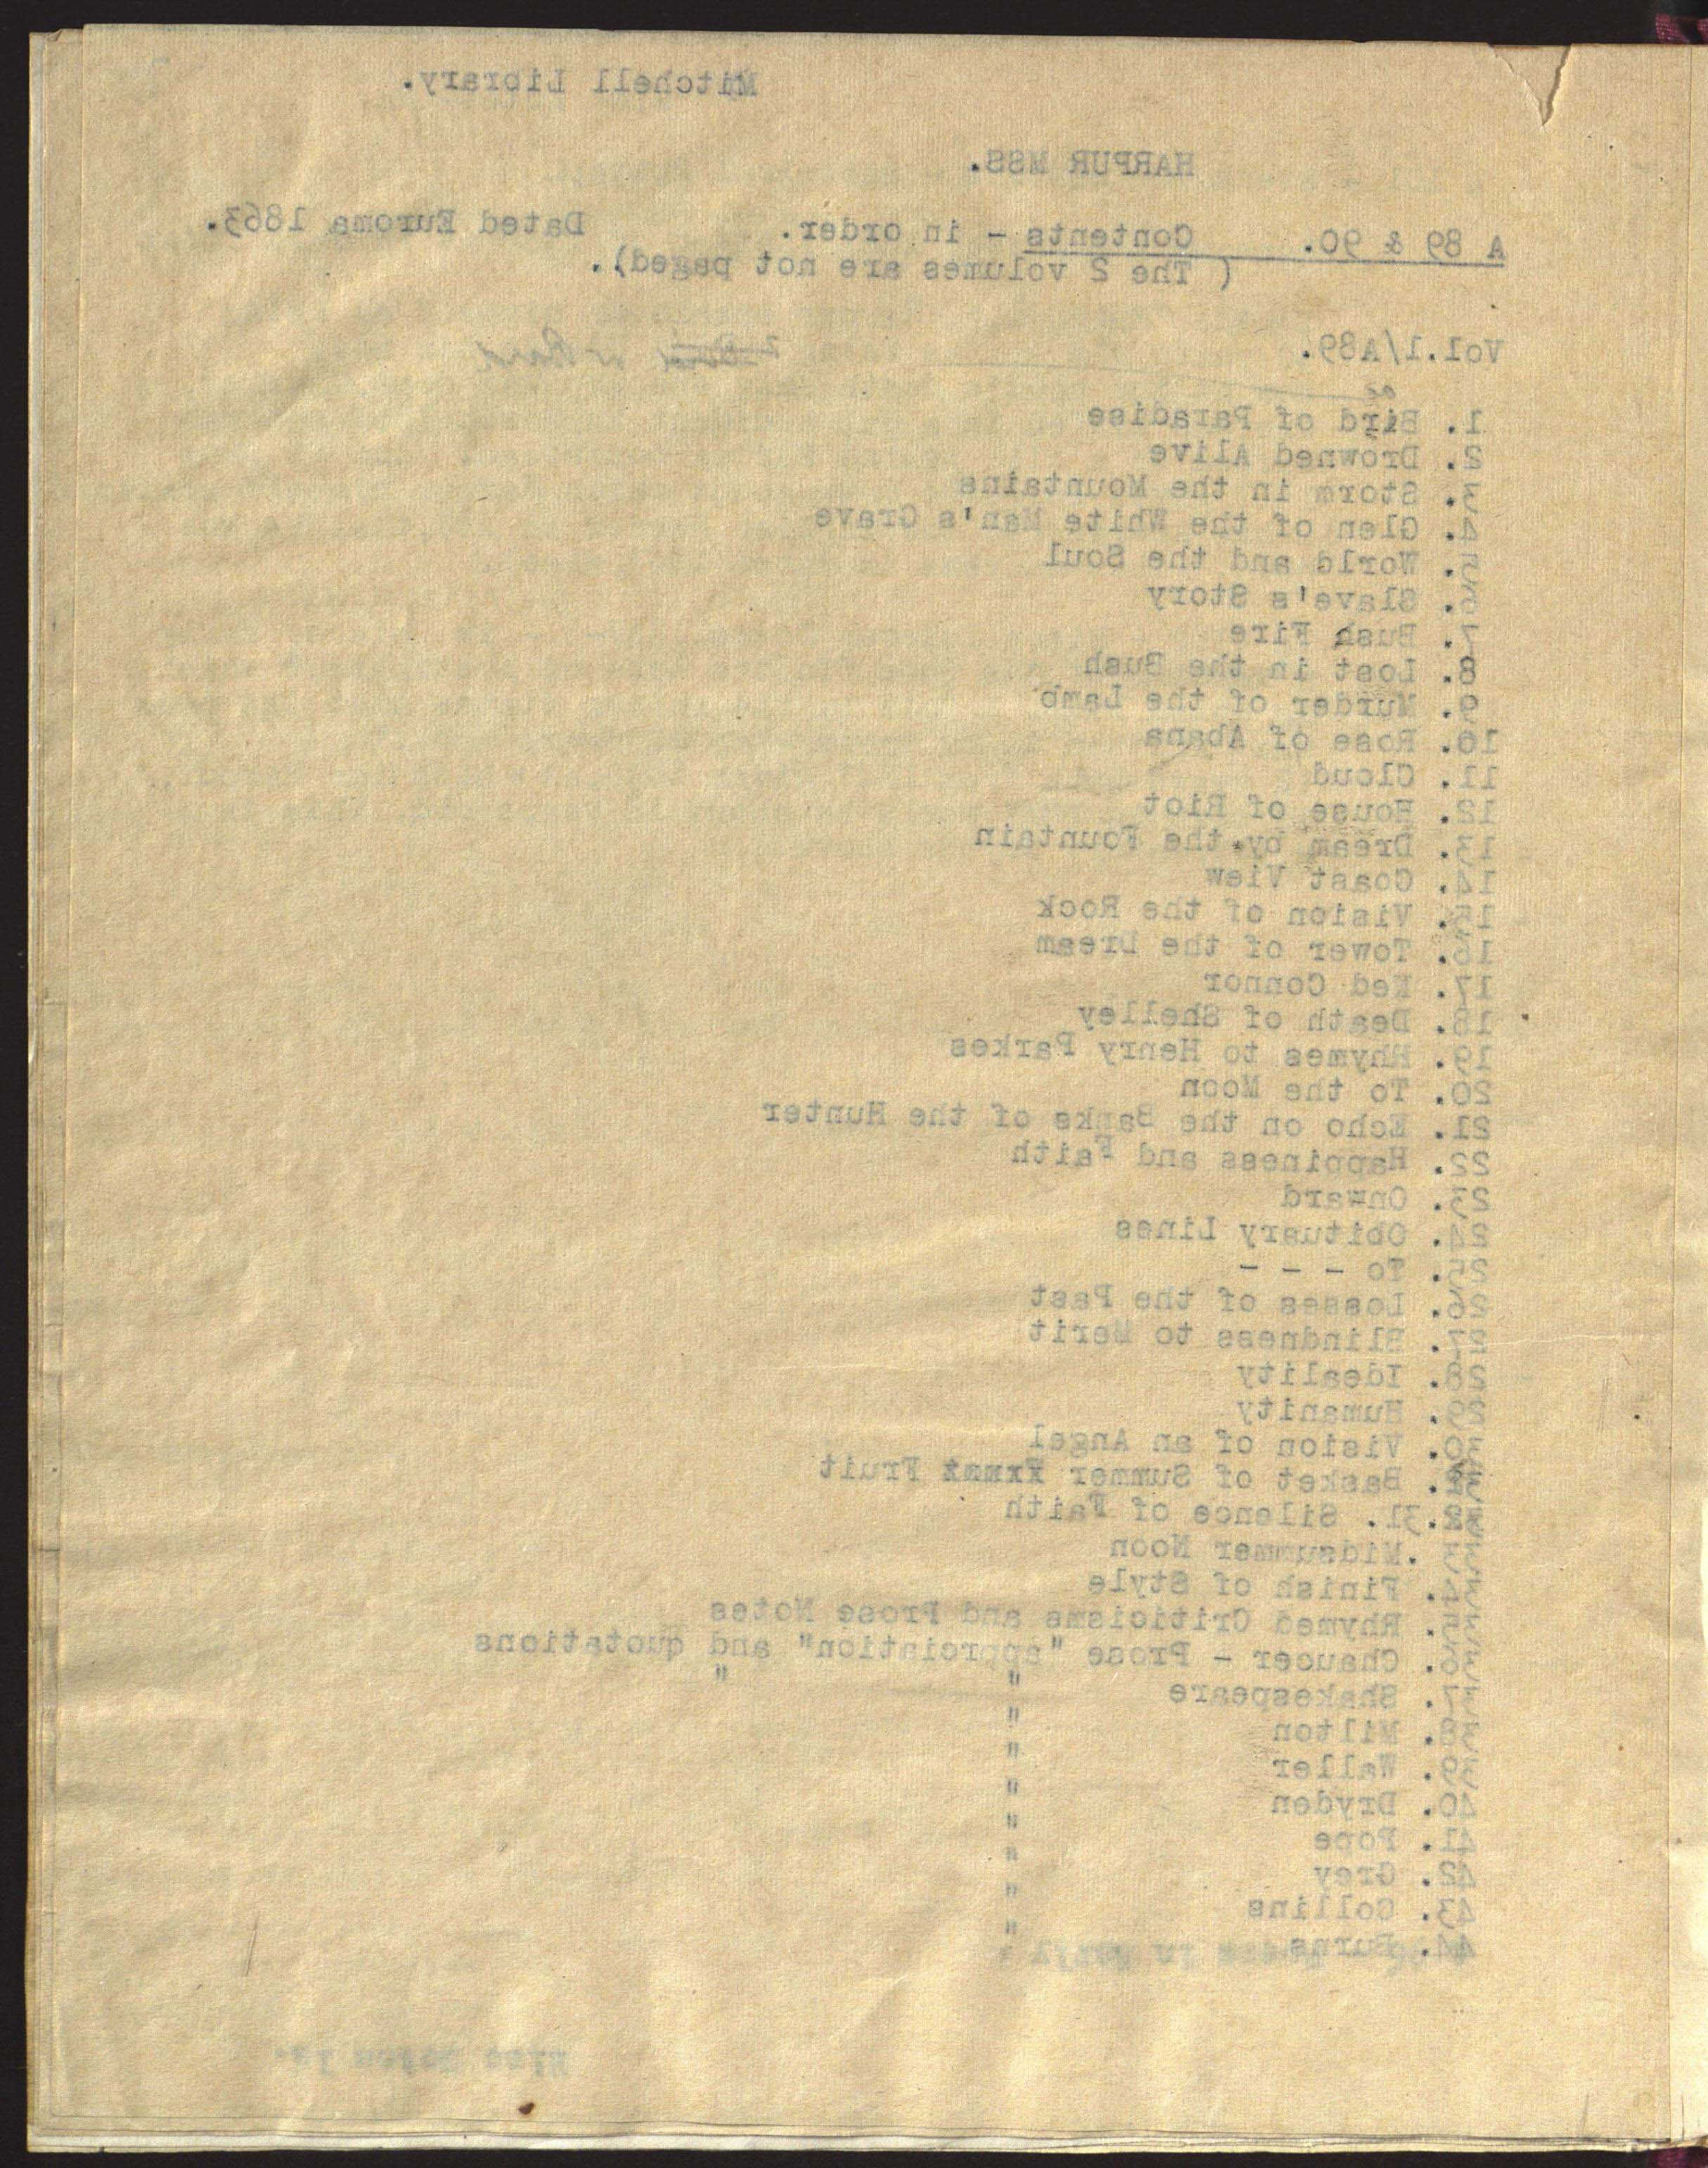 Mitchell Library.
HARPUR MSS.
A 89 & 90. Contents - in order. Dated Euroma 1863.
( The 2 volumes are not paged).
Vol.1/A89.
1. Bird of Paradise
2. Drowned Alive
3. Storm in the Mountains
4. Glen of the White Man's Grave
5. World and the Soul
6. Slave's Story
7. Bush Fire
8. Lost in the Bush
9. Murder of the Lamb
10. Rose of Abana
11. Cloud
12. House of Riot
13. Dream by the Fountain
14. Coast View
15. Vision of the Rock
16. Tower of the Dream
17. Ned Connor
18. Death of Shelley
19. Rhymes to Henry Parkes
20. To the Moon
21. Echo on the Banks of the Hunter
22. Happiness and Faith
23. Onward
24. Obituary Lines
25. To - - -
26. Losses of the Past
27. Blindness to Merit
28. Ideality
29. Humanity
30. Vision of an Angel
Basket of Summer Fruit
31. Silence of Faith
33 .Midsummer Noon
34. Finish of Style
35. Rhymed Criticisms and Prose Notes
36. Chaucer - Prose "appreciation" and quotations
37. Shakespeare " "
38. Milton "
39. Waller "
40. Dryden "
41. Pope "
42. Grey "
43. Collins "
44. Burns "